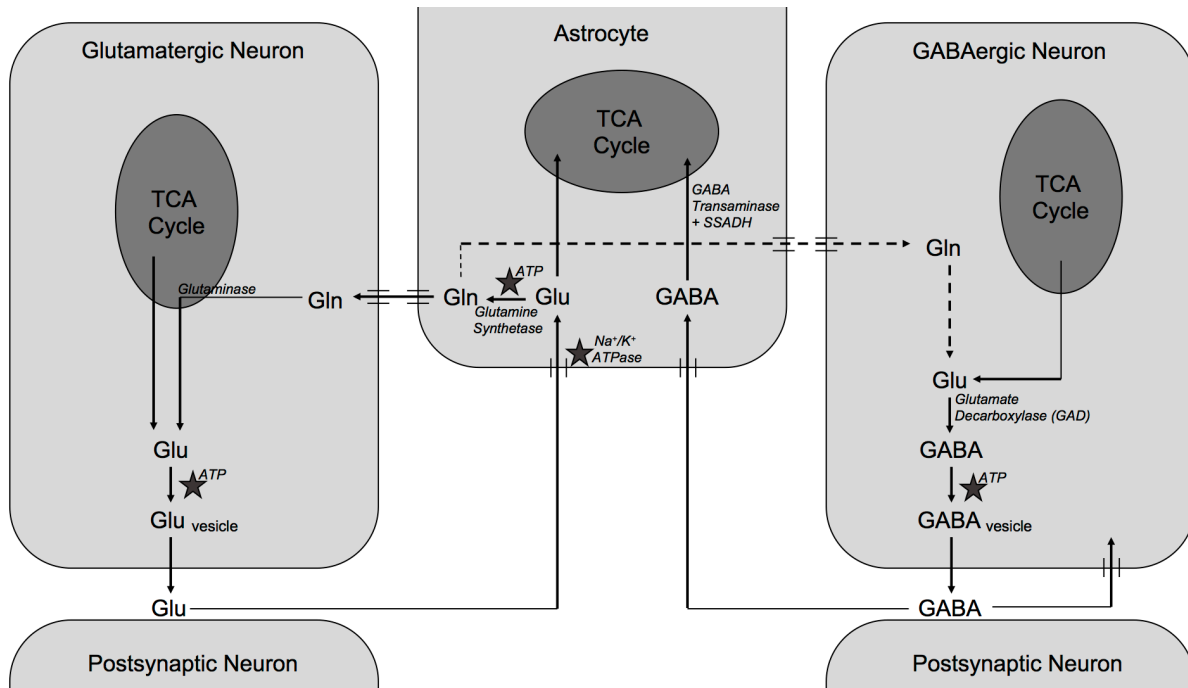 Glutamatergic Neuron
TCA
Cycle
Glutaminase
Gln
Glu
ATP
Glu vesicle
Glu
Postsynaptic Neuron
Astrocyte
TCA
Cycle
GABA
Transaminase
+ SSADH
Gln
ATP
Glu
GABA
Glutamine
Synthetase
Na⁺/K⁺
ATPase
GABAergic Neuron
TCA
Cycle
Gln
Glu
Glutamate
Decarboxylase (GAD)
GABA
ATP
GABA vesicle
GABA
Postsynaptic Neuron